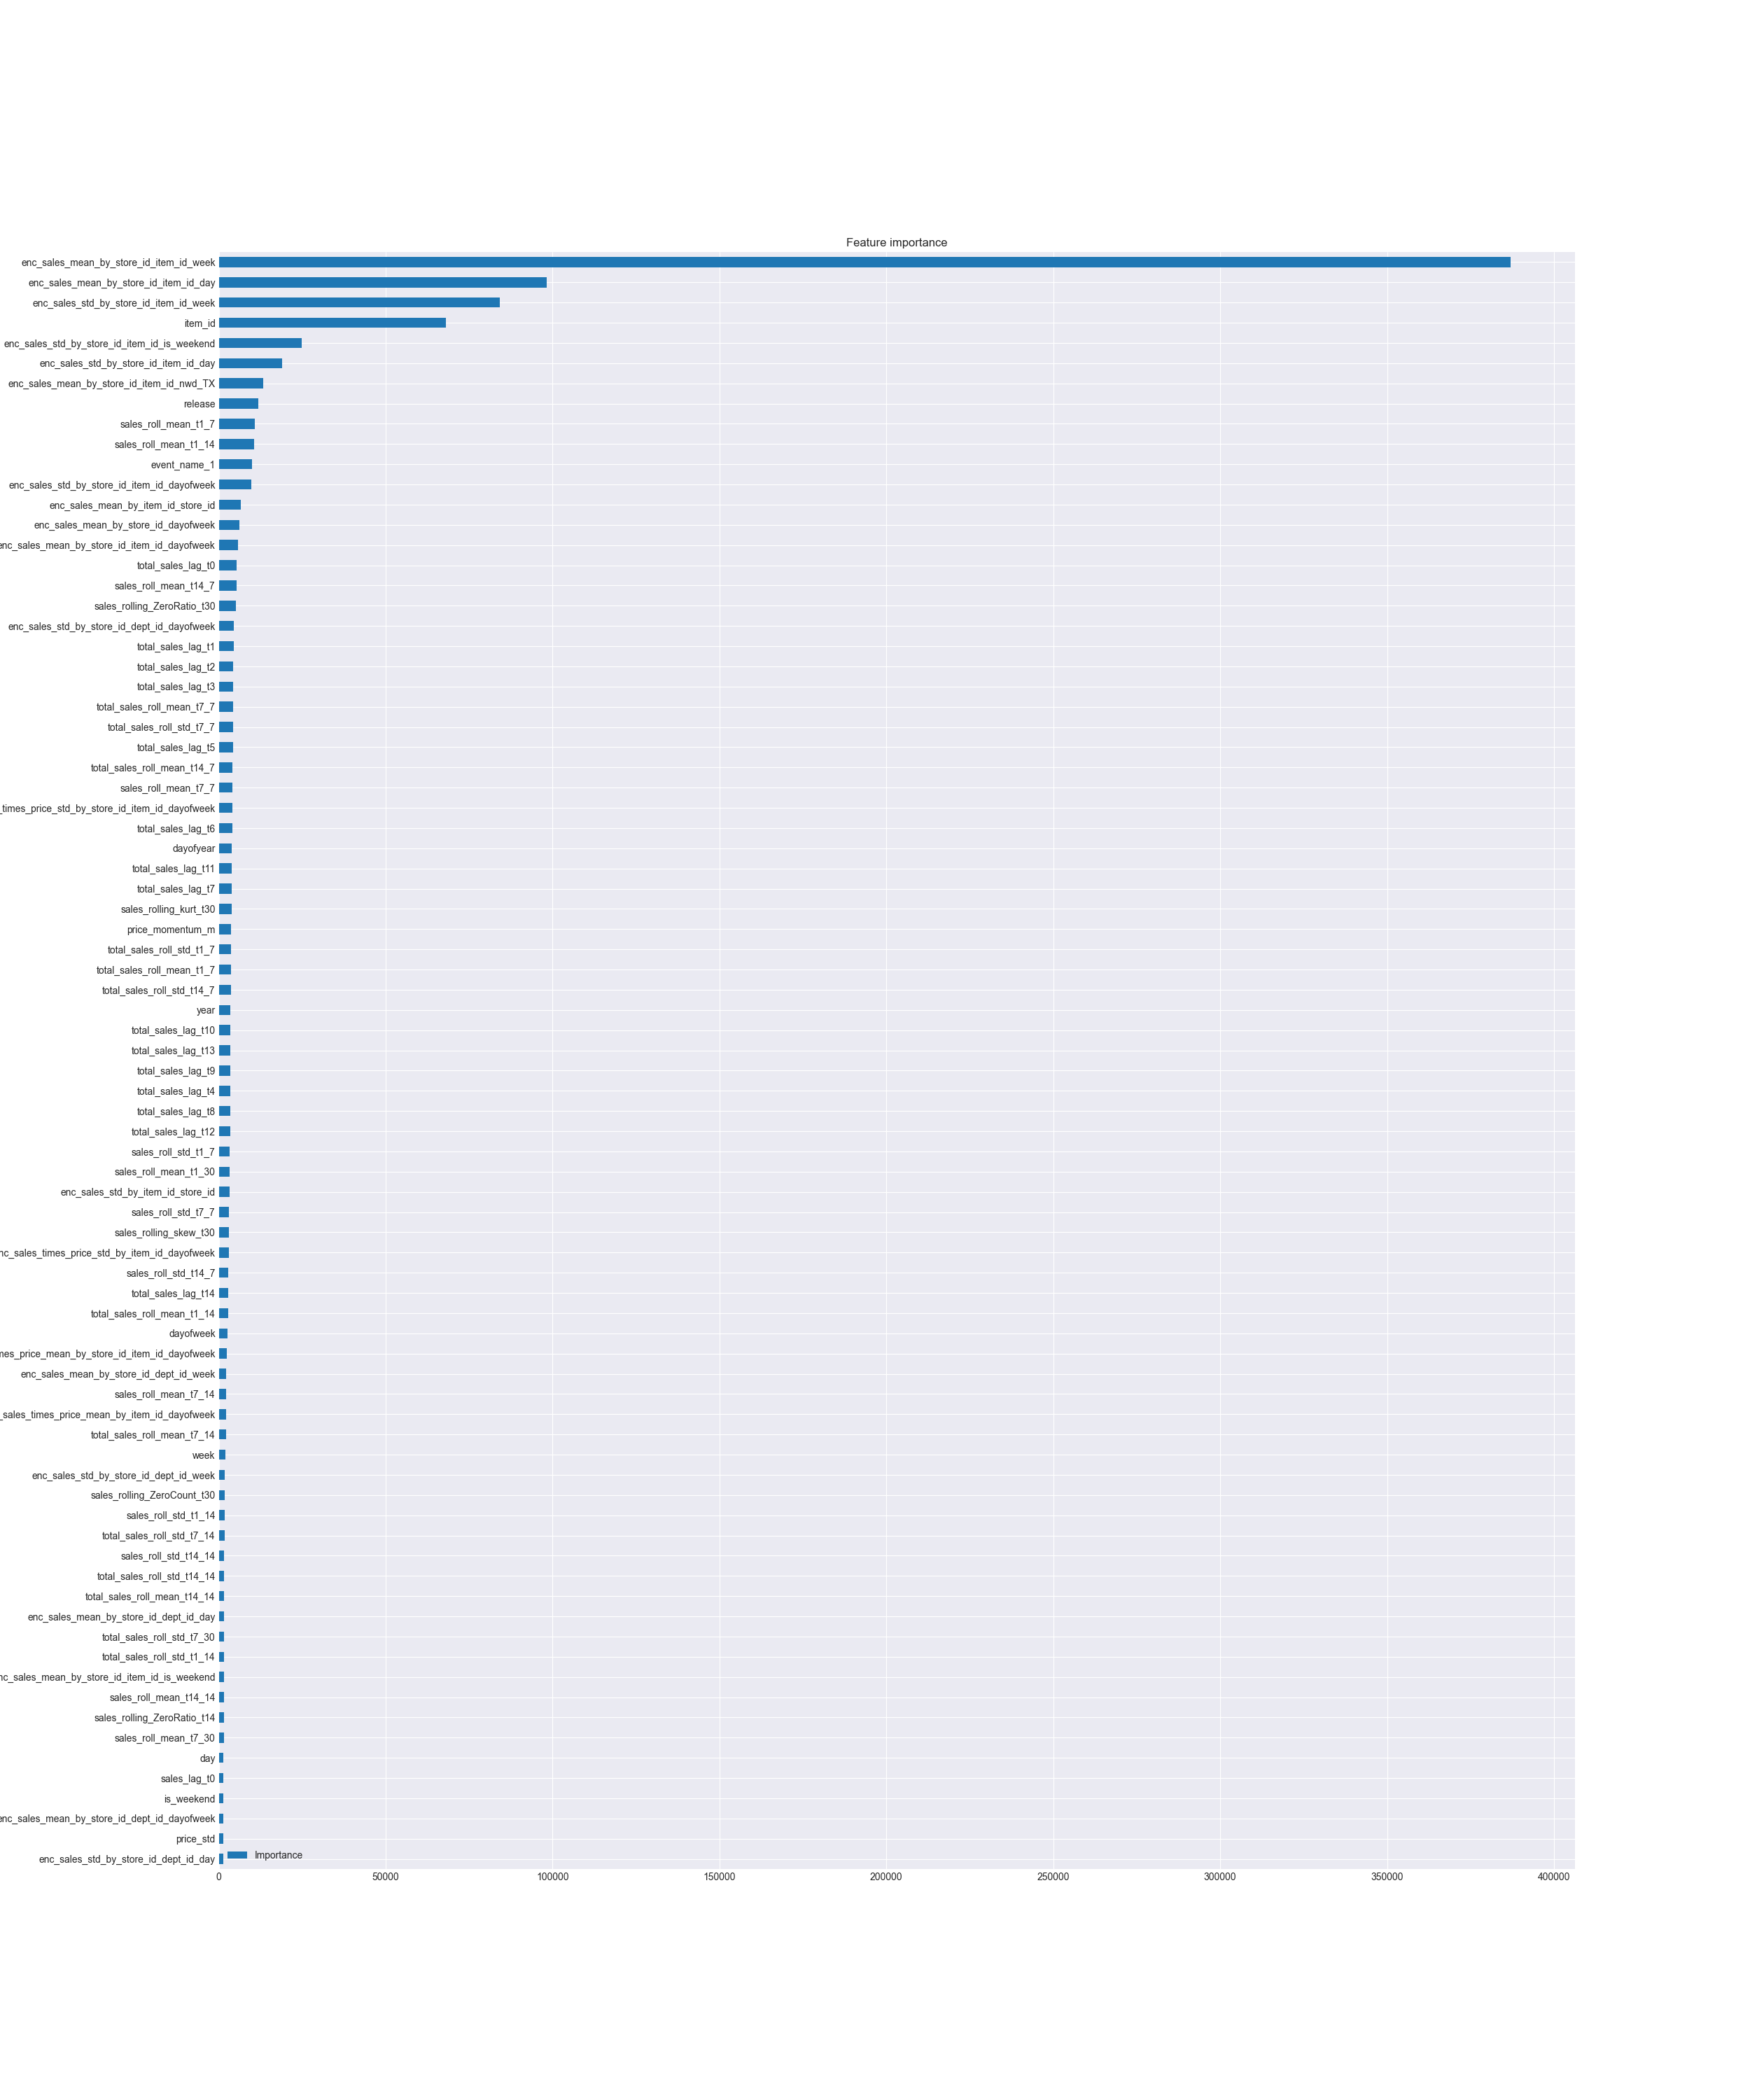 Feature importance
enc_sales_mean_by_store_id_item_id_week
enc_sales_mean_by_store_id_item_id_day
enc_sales_std_by_store_id_item_id_week
item_id
enc_sales_std_by_store_id_item_id_is_weekend
enc_sales_std_by_store_id_item_id_day
enc_sales_mean_by_store_id_item_id_nwd_TX
release
sales_roll_mean_t1_7
sales_roll_mean_t1_14
event_name_1
enc_sales_std_by_store_id_item_id_dayofweek
enc_sales_mean_by_item_id_store_id
enc_sales_mean_by_store_id_dayofweek
enc_sales_mean_by_store_id_item_id_dayofweek
total_sales_lag_t0
sales_roll_mean_t14_7
sales_rolling_ZeroRatio_t30
enc_sales_std_by_store_id_dept_id_dayofweek
total_sales_lag_t1
total_sales_lag_t2
total_sales_lag_t3
total_sales_roll_mean_t7_7
total_sales_roll_std_t7_7
total_sales_lag_t5
total_sales_roll_mean_t14_7
sales_roll_mean_t7_7
_times_price_std_by_store_id_item_id_dayofweek
total_sales_lag_t6
dayofyear
total_sales_lag_t11
total_sales_lag_t7
sales_rolling_kurt_t30
price_momentum_m
total_sales_roll_std_t1_7
total_sales_roll_mean_t1_7
total_sales_roll_std_t14_7
year
total_sales_lag_t10
total_sales_lag_t13
total_sales_lag_t9
total_sales_lag_t4
total_sales_lag_t8
total_sales_lag_t12
sales_roll_std_t1_7
sales_roll_mean_t1_30
enc_sales_std_by_item_id_store_id
sales_roll_std_t7_7
sales_rolling_skew_t30
nc_sales_times_price_std_by_item_id_dayofweek
sales_roll_std_t14_7
total_sales_lag_t14
total_sales_roll_mean_t1_14
dayofweek
mes_price_mean_by_store_id_item_id_dayofweek
enc_sales_mean_by_store_id_dept_id_week
sales_roll_mean_t7_14
_sales_times_price_mean_by_item_id_dayofweek
total_sales_roll_mean_t7_14
week
enc_sales_std_by_store_id_dept_id_week
sales_rolling_ZeroCount_t30
sales_roll_std_t1_14
total_sales_roll_std_t7_14
sales_roll_std_t14_14
total_sales_roll_std_t14_14
total_sales_roll_mean_t14_14
enc_sales_mean_by_store_id_dept_id_day
total_sales_roll_std_t7_30
total_sales_roll_std_t1_14
nc_sales_mean_by_store_id_item_id_is_weekend
sales_roll_mean_t14_14
sales_rolling_ZeroRatio_t14
sales_roll_mean_t7_30
day
sales_lag_t0
is_weekend
enc_sales_mean_by_store_id_dept_id_dayofweek
price_std
enc_sales_std_by_store_id_dept_id_day
Importance
0 50000 100000 150000 200000 250000 300000 350000 400000